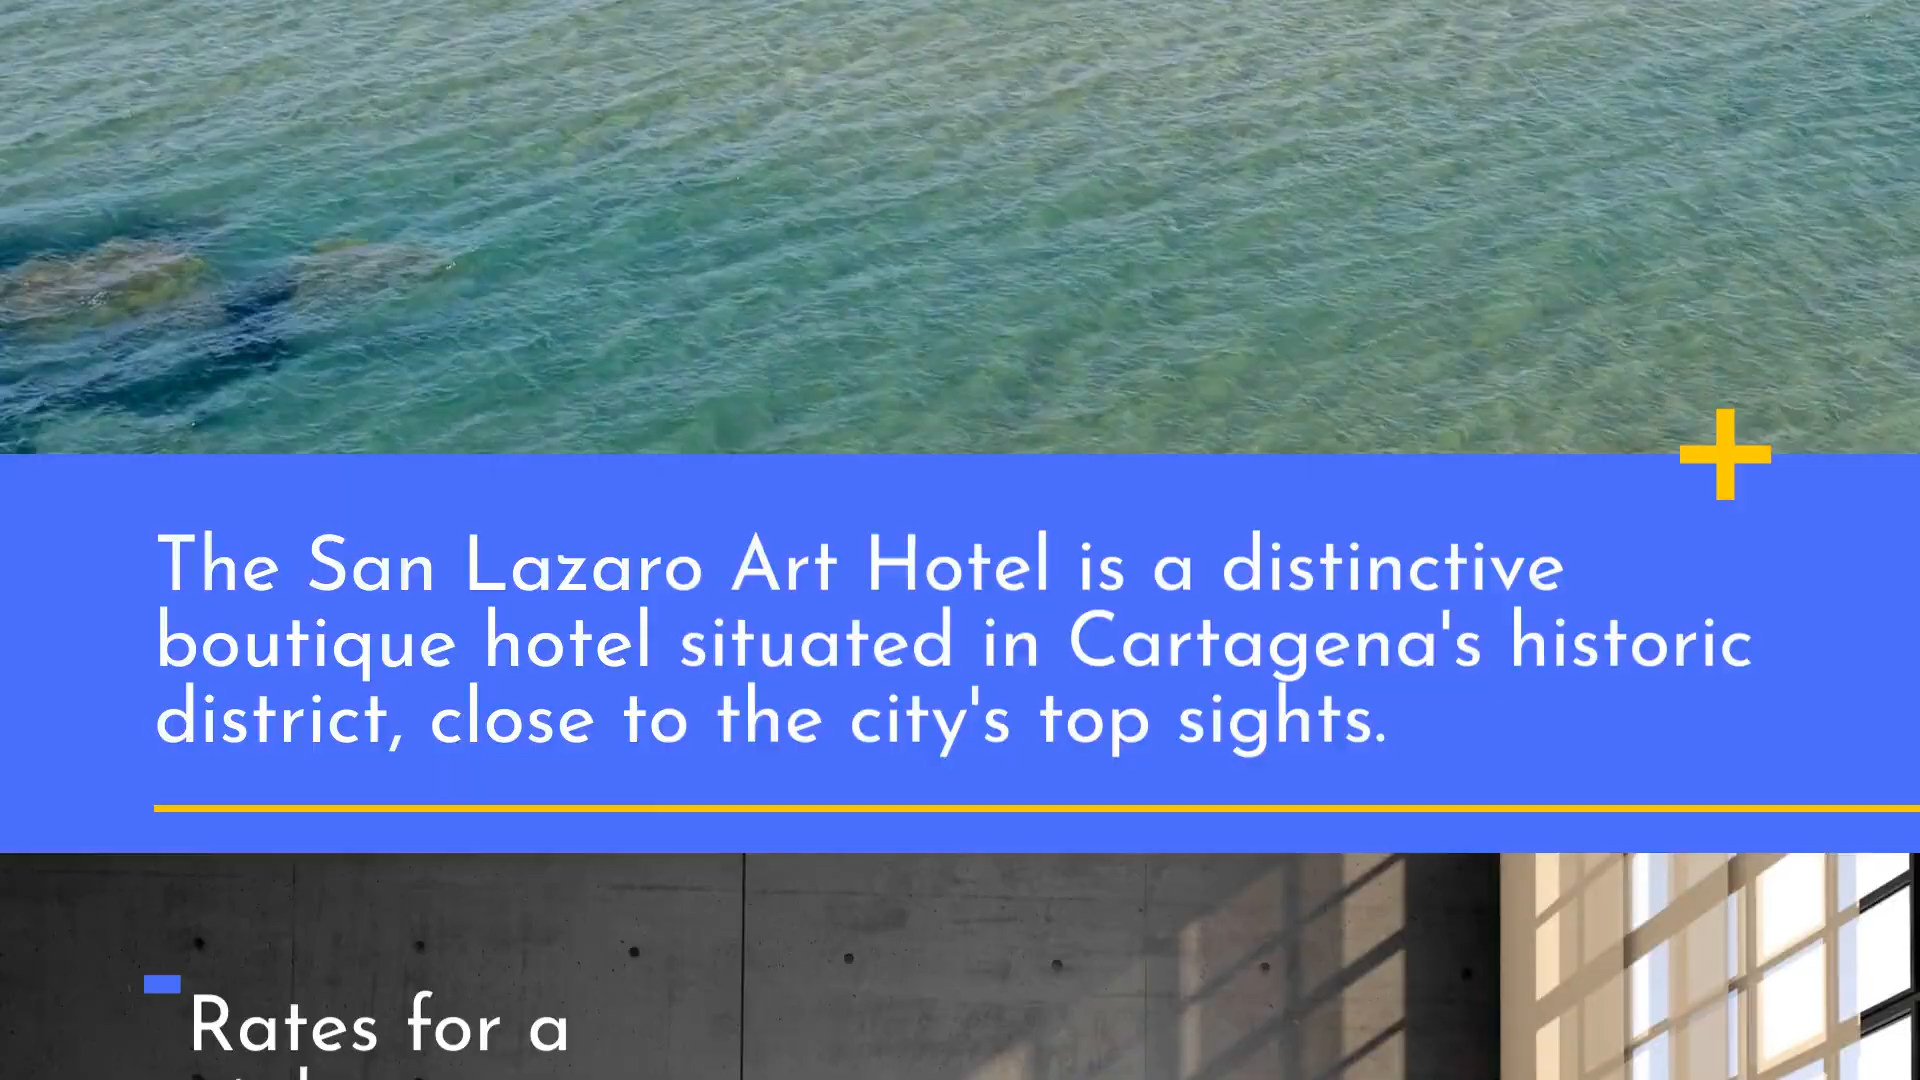 The San Lazaro Art Hotel is a distinctive
boutique hotel situated in Cartagena's historic
district, close to the city's top sights.
Rates for a